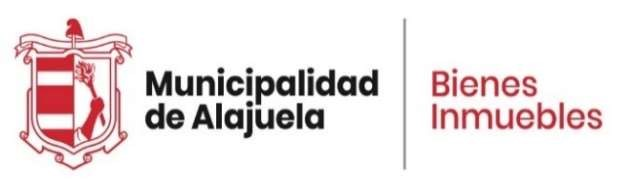 Municipalidad
de Alajuela
Bienes
Inmuebles